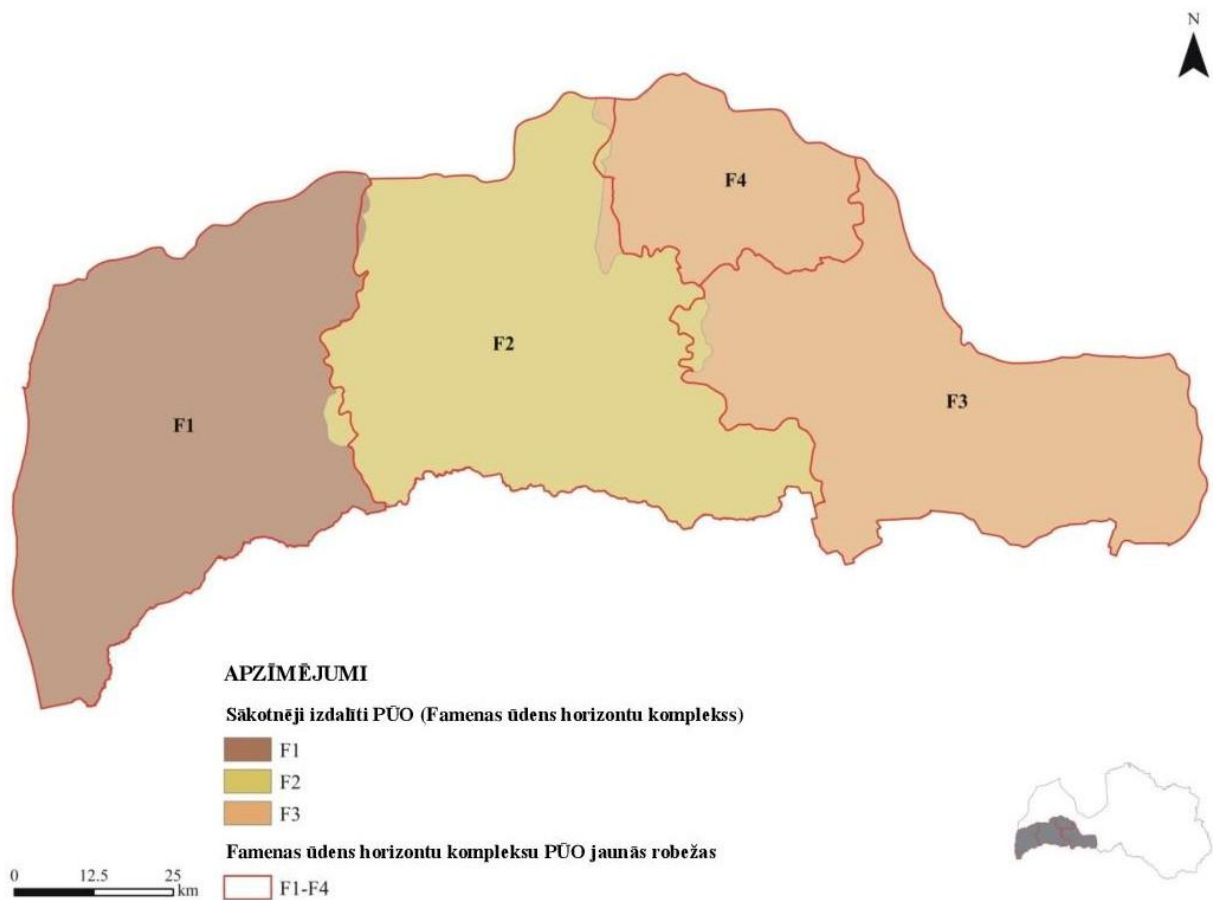 N
F4
F2
F3
F1
APZĪMĒJUMI
Sākotnēji izdalīti PŪO (Famenas ūdens horizontu komplekss)
F1
F2
F3
Famenas ūdens horizontu kompleksu PŪO jaunās robežas
F1-F4
0 12.5 25
km